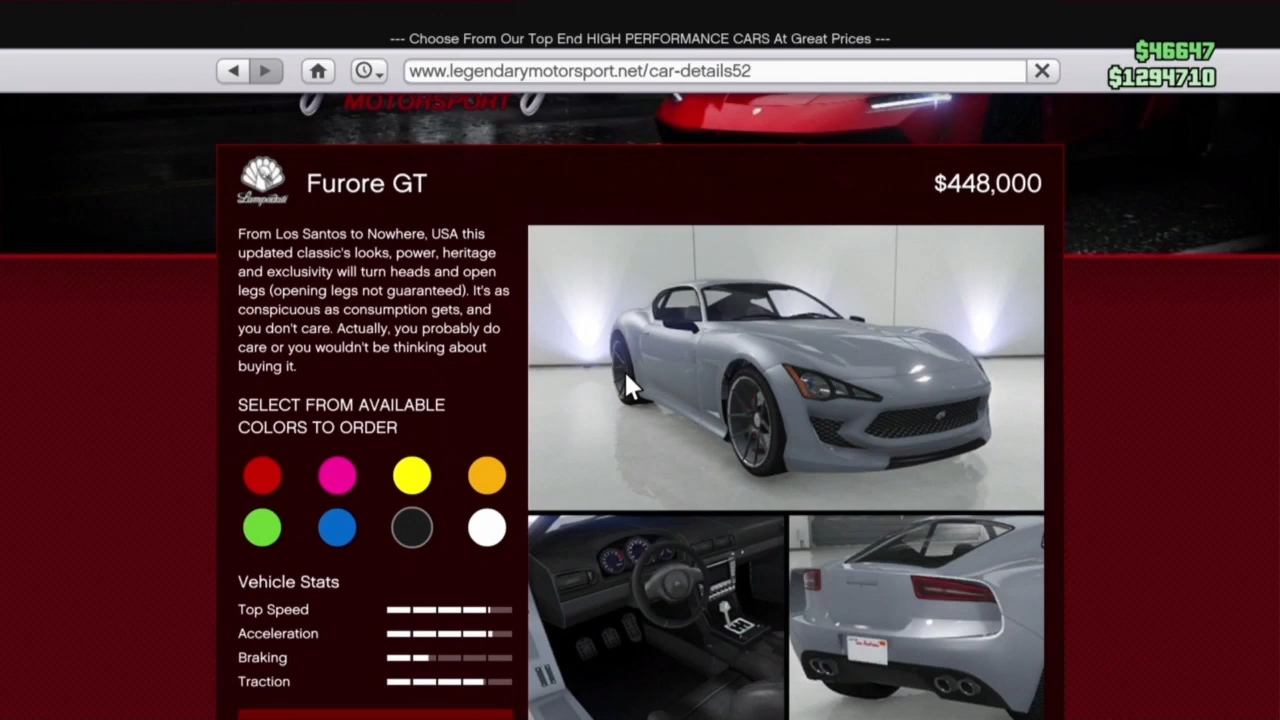 --- Choose From Our Top End HIGH PERFORMANCE CARS At Great Prices ---
$46647
www.legendarymotorsport.net/car-details52
$1294710
MOTORSPORT
Lampadati
Furore GT
$448,000
From Los Santos to Nowhere, USA this
updated classic's looks, power, heritage
and exclusivity will turn heads and open
legs (opening legs not guaranteed). It's as
conspicuous as consumption gets, and
you don't care. Actually, you probably do
care or you wouldn't be thinking about
buying it.
SELECT FROM AVAILABLE
COLORS TO ORDER
Vehicle Stats
Top Speed
Acceleration
Braking
Traction